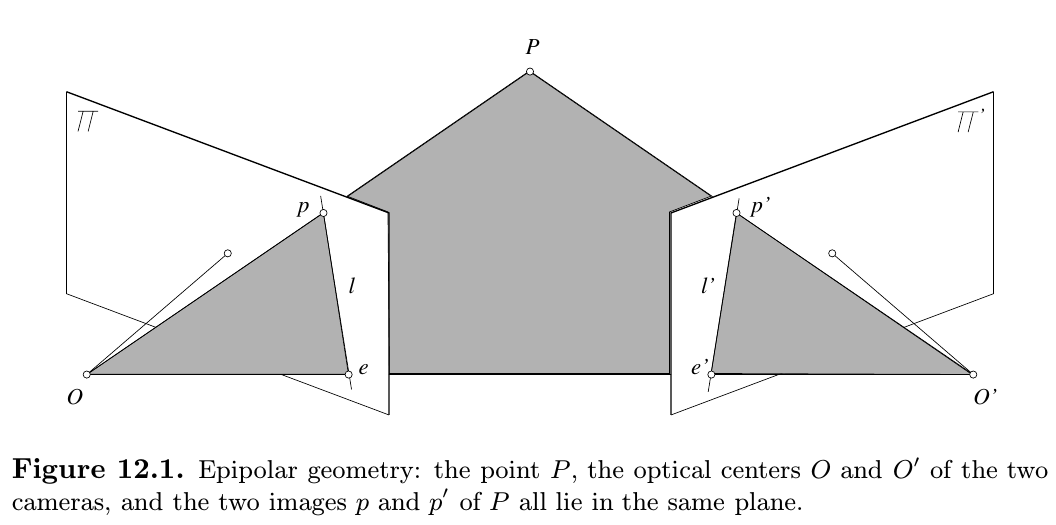 P
Π
Π'
p
p'
l
l'
e
e'
O
O'
Figure 12.1. Epipolar geometry: the point P, the optical centers O and O′ of the two
cameras, and the two images p and p′ of P all lie in the same plane.